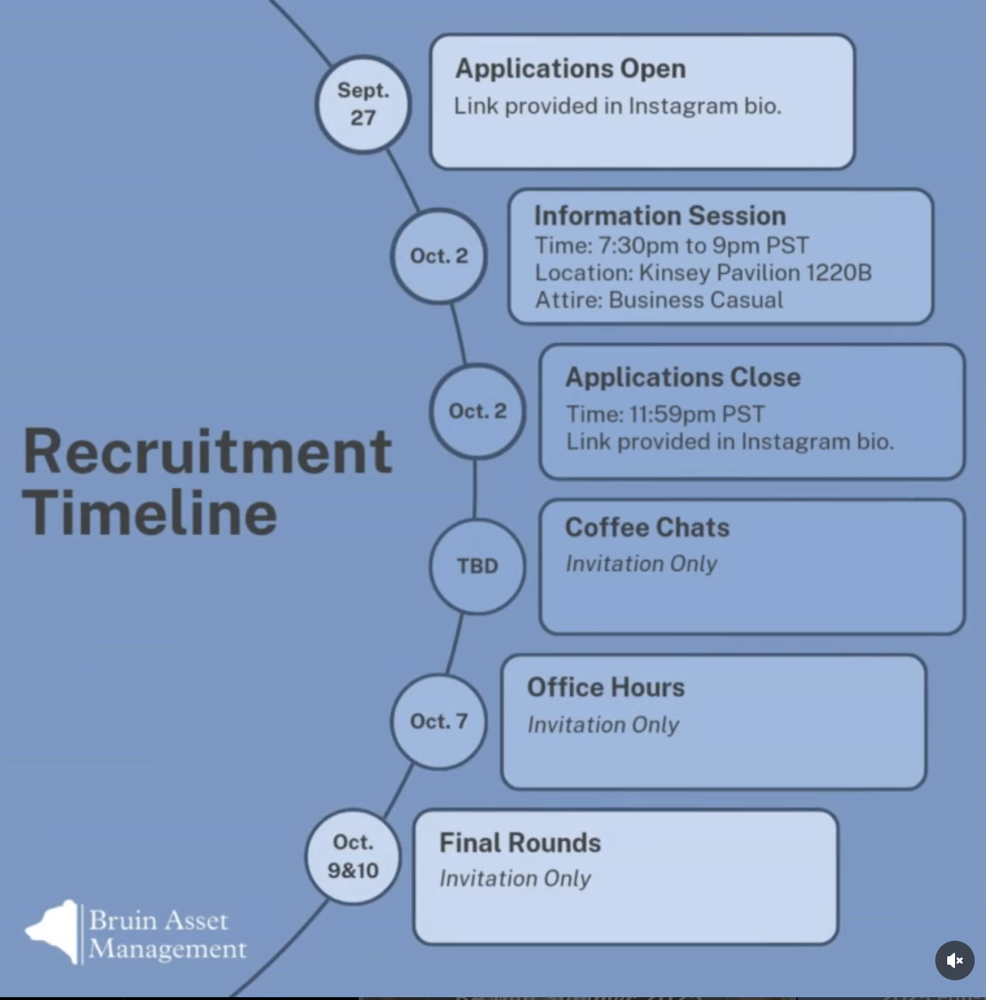 Sept.
27
Applications Open
Link provided in Instagram bio.
Oct. 2
Information Session
Time: 7:30pm to 9pm PST
Location: Kinsey Pavilion 1220B
Attire: Business Casual
Oct. 2
Applications Close
Time: 11:59pm PST
Link provided in Instagram bio.
Recruitment
Timeline
TBD
Coffee Chats
Invitation Only
Oct. 7
Office Hours
Invitation Only
Oct.
9&10
Final Rounds
Invitation Only
Bruin Asset
Management